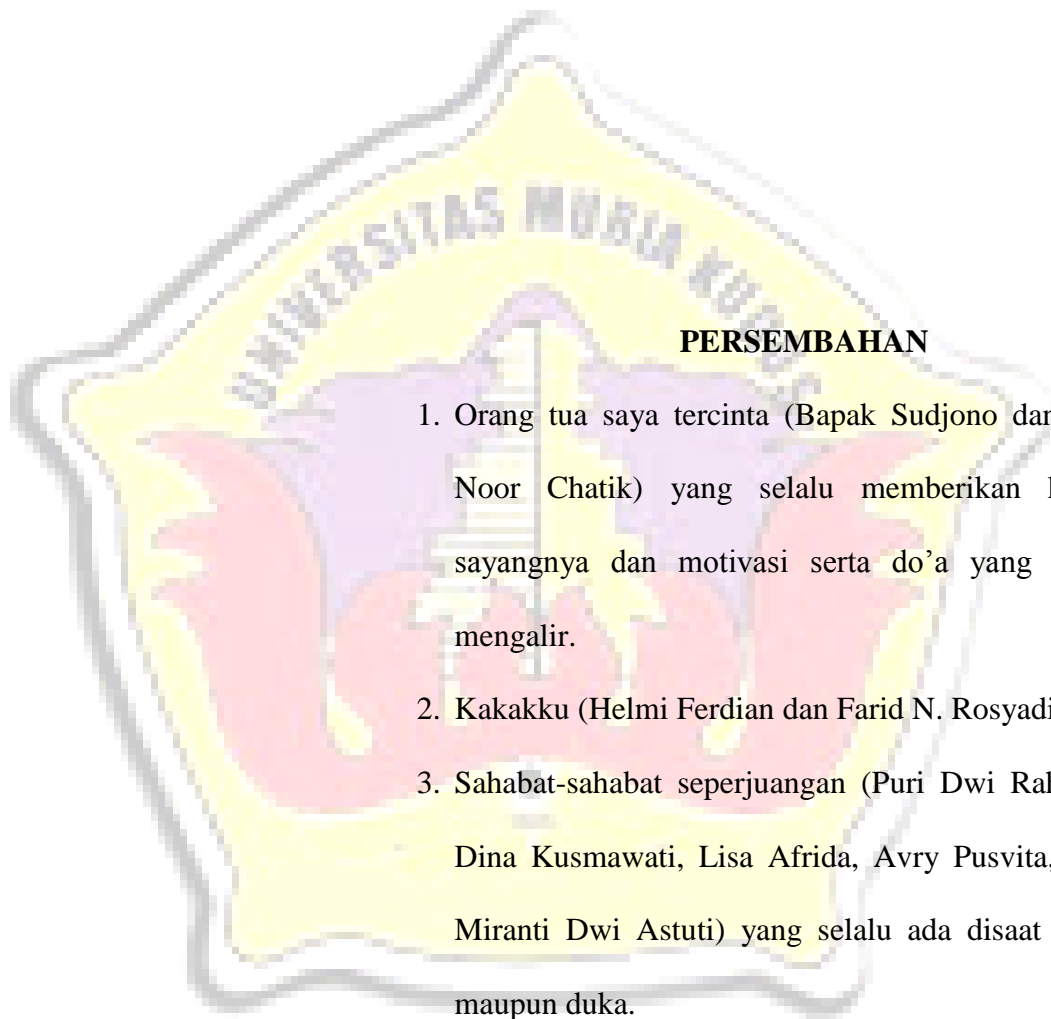 UNIVERSITAS MURIA KUDUS
PERSEMBAHAN
1. Orang tua saya tercinta (Bapak Sudjono dan
Noor Chatik) yang selalu memberikan
sayangnya dan motivasi serta do’a yang
mengalir.
2. Kakakku (Helmi Ferdian dan Farid N. Rosyadi
3. Sahabat-sahabat seperjuangan (Puri Dwi
Dina Kusmawati, Lisa Afrida, Avry Pusvita,
Miranti Dwi Astuti) yang selalu ada disaat
maupun duka.